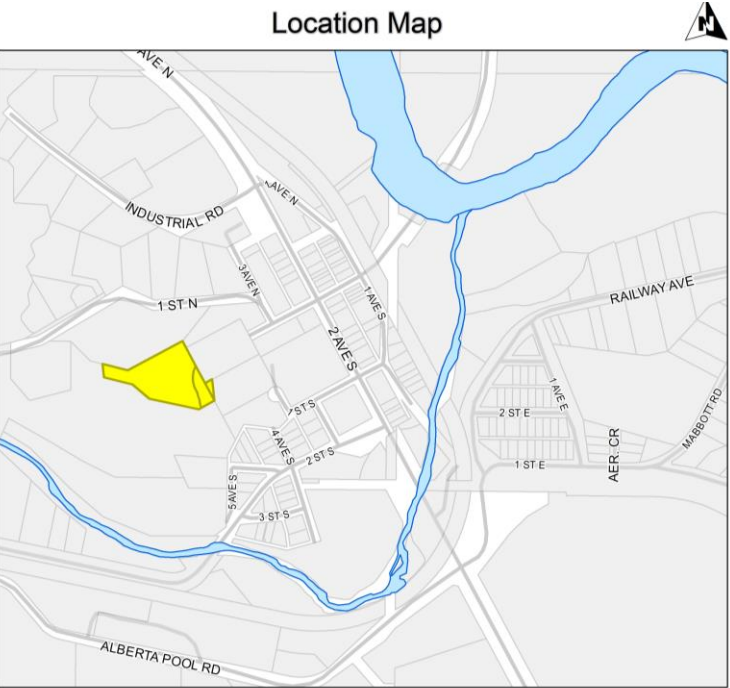 Location Map
N
AVE N
AVE N
INDUSTRIAL RD
3 AVE N
1 ST N
1 AVE S
2 AVE S
RAILWAY AVE
1 AVE E
MABBOTT RD
2 ST E
1 ST E
AER. CR
ST S
4 AVE S
2 ST S
5 AVE S
3 ST S
ALBERTA POOL RD